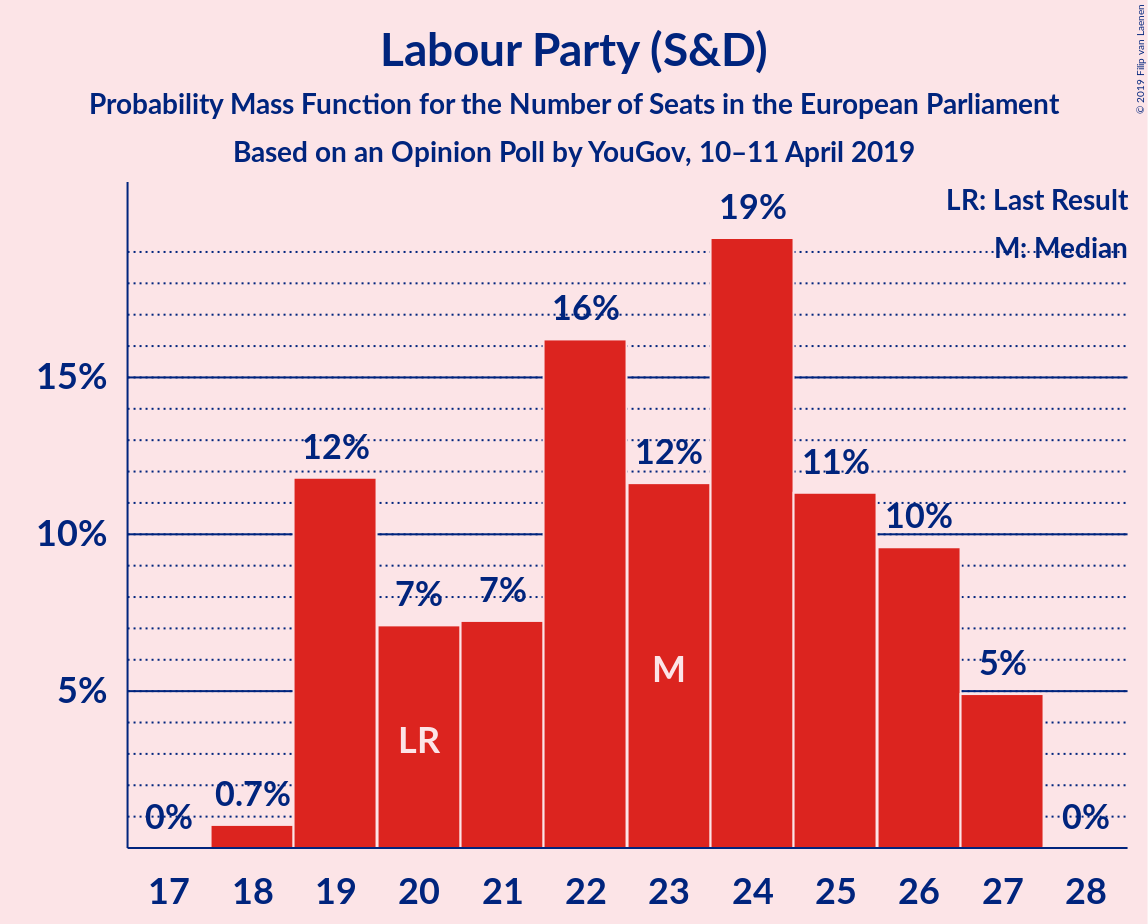 Labour Party (S&D)
Probability Mass Function for the Number of Seats in the European Parliament
Based on an Opinion Poll by YouGov, 10–11 April 2019
© 2019 Filip van Laenen
LR: Last Result
M: Median
15%
10%
5%
0%
0.7%
12%
7%
7%
16%
12%
19%
11%
10%
5%
0%
LR
M
17 18 19 20 21 22 23 24 25 26 27 28